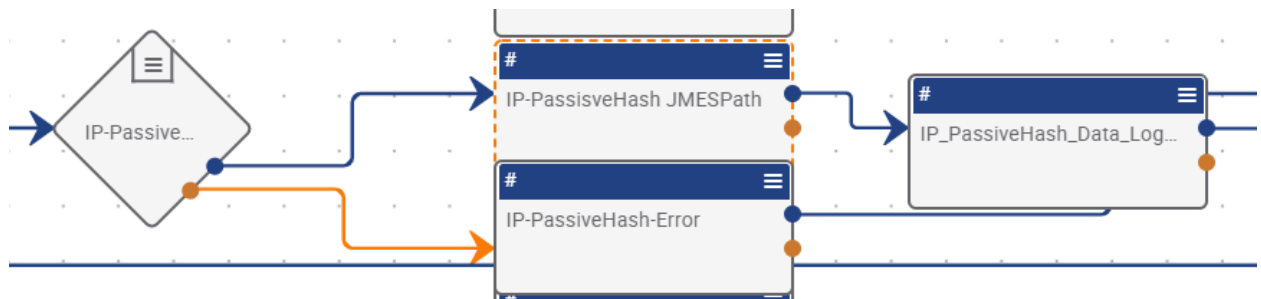 IP-Passive...
#
IP-PassisveHash JMESPath
#
IP_PassiveHash_Data_Log...
#
IP-PassiveHash-Error
#